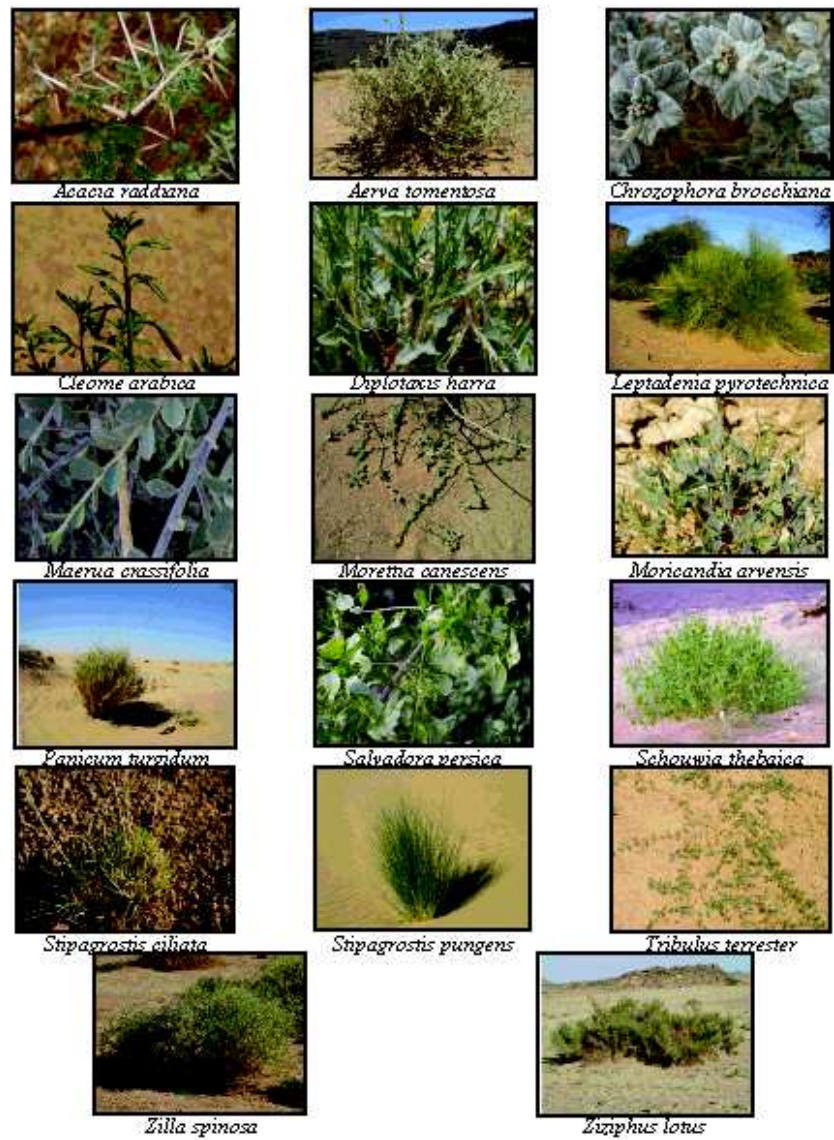 Acacia raddiana
Aerva tomentosa
Chrozophora brocchiana
Cleome arabica
Diplotaxis harra
Leptadenia pyrotechnica
Maerua crassifolia
Morettia canescens
Moricandia arvensis
Panicum turgidum
Salvadora persica
Schouwia thebaica
Stipagrostis ciliata
Stipagrostis pungens
Tribulus terrester
Zilla spinosa
Ziziphus lotus